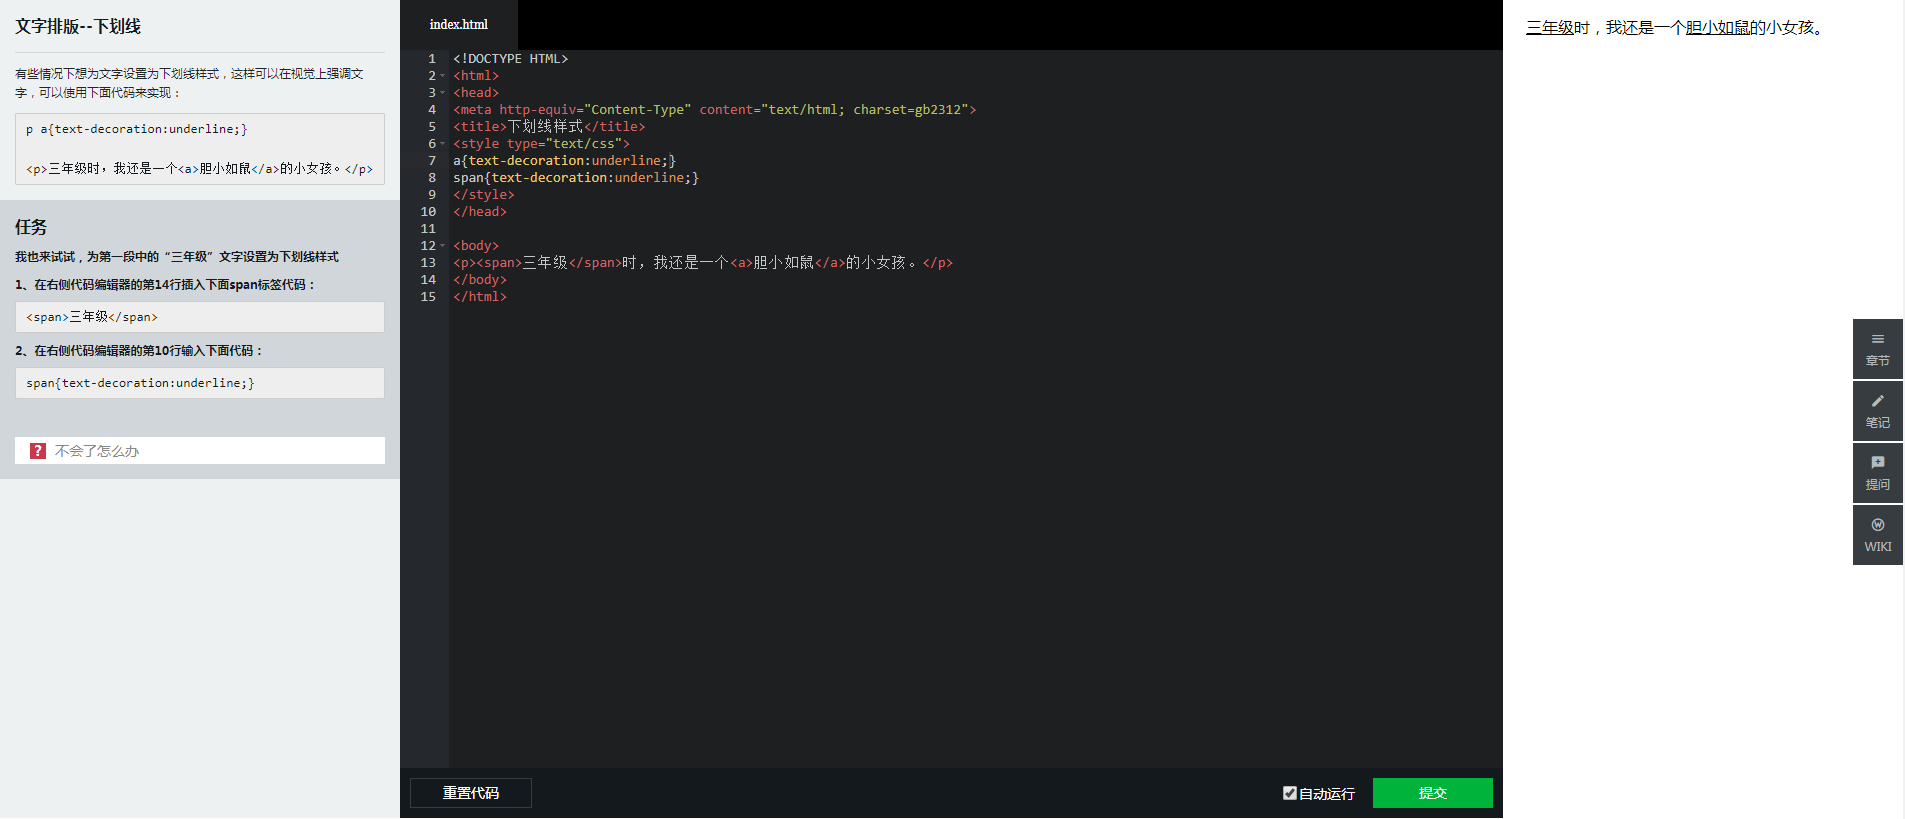 文字排版--下划线
有些情况下想为文字设置为下划线样式，这样可以在视觉上强调文
字，可以使用下面代码来实现：
p a{text-decoration:underline;}
<p>三年级时，我还是一个<a>胆小如鼠</a>的小女孩。</p>
任务
我也来试试，为第一段中的“三年级”文字设置为下划线样式
1、在右侧代码编辑器的第14行插入下面span标签代码：
<span>三年级</span>
2、在右侧代码编辑器的第10行输入下面代码：
span{text-decoration:underline;}
? 不会了怎么办
index.html
1 <!DOCTYPE HTML>
2 <html>
3 <head>
4 <meta http-equiv="Content-Type" content="text/html; charset=gb2312">
5 <title>下划线样式</title>
6 <style type="text/css">
7 a{text-decoration:underline;}
8 span{text-decoration:underline;}
9 </style>
10 </head>
11
12 <body>
13 <p><span>三年级</span>时，我还是一个<a>胆小如鼠</a>的小女孩。</p>
14 </body>
15 </html>
重置代码
自动运行
提交
三年级时，我还是一个胆小如鼠的小女孩。
章节
笔记
提问
WIKI